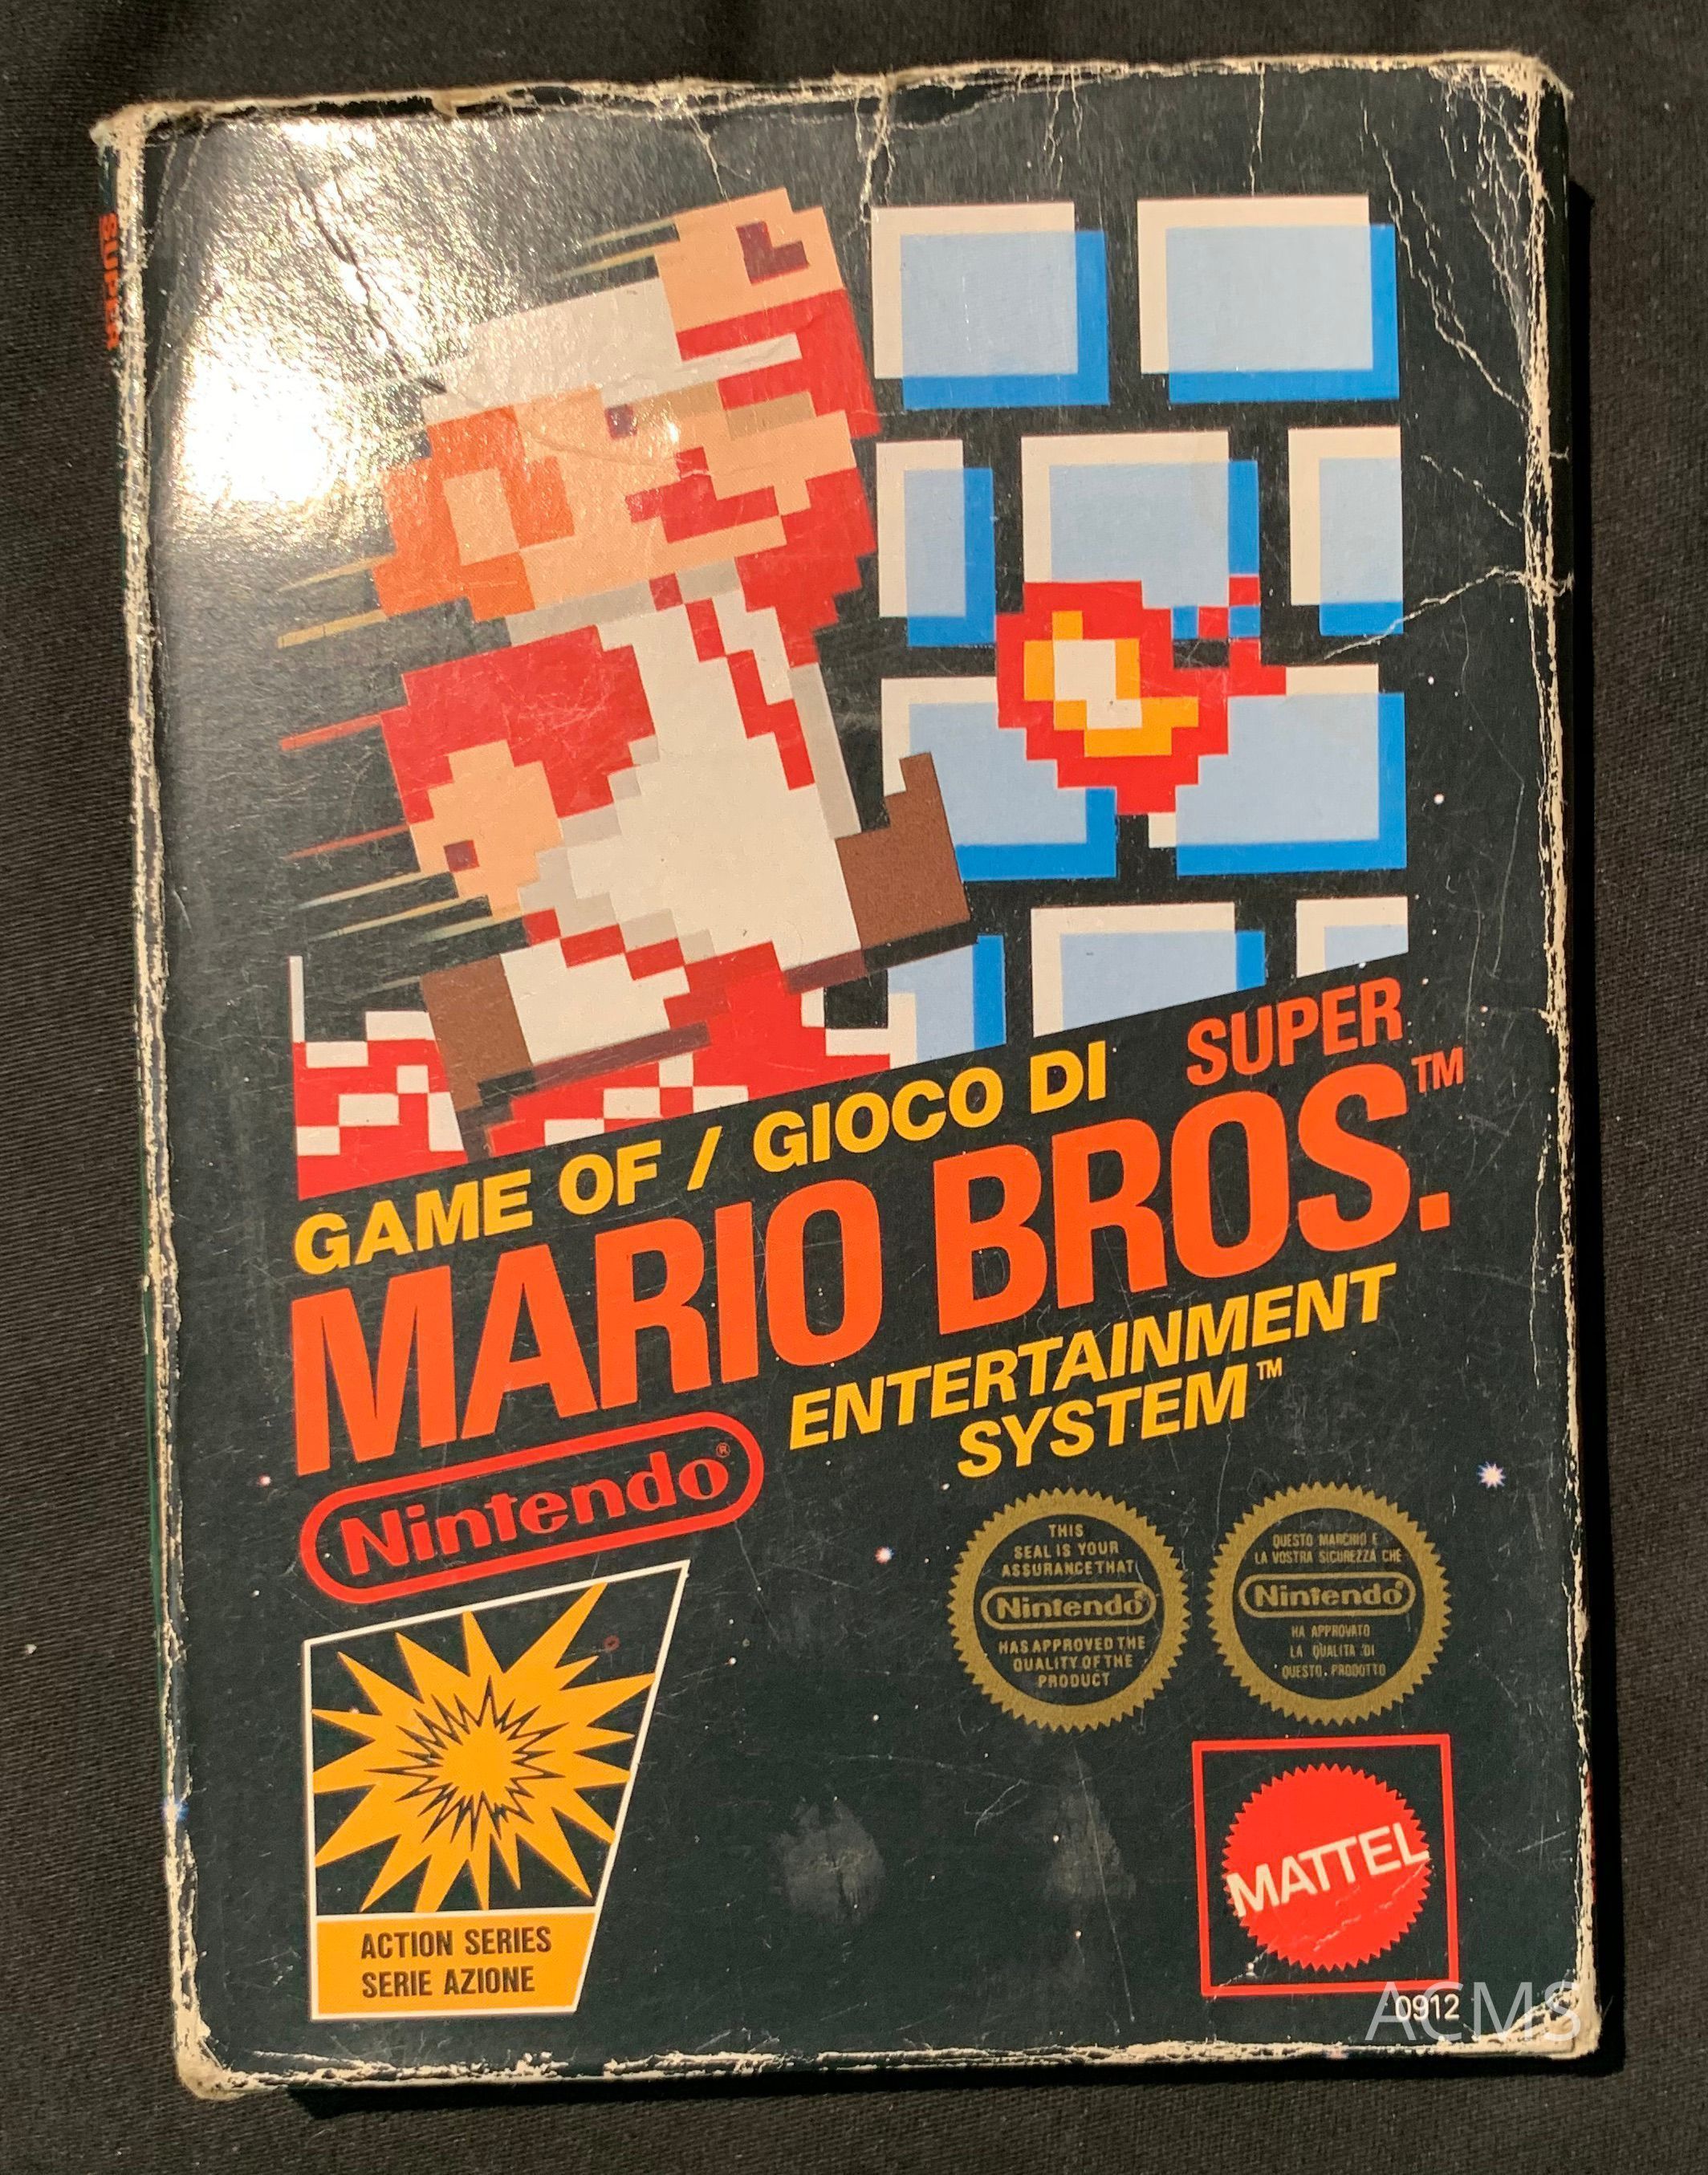 SUPER
GAME OF / GIOCO DI
SUPER
MARIO BROS.™
ENTERTAINMENT
SYSTEM™
Nintendo®
THIS
SEAL IS YOUR
ASSURANCE THAT
Nintendo®
HAS APPROVED THE
QUALITY OF THE
PRODUCT
QUESTO MARCHIO E
LA VOSTRA SICUREZZA CHE
Nintendo®
HA APPROVATO
LA QUALITA DI
QUESTO PRODOTTO
ACTION SERIES
SERIE AZIONE
MATTEL
0912
ACMS